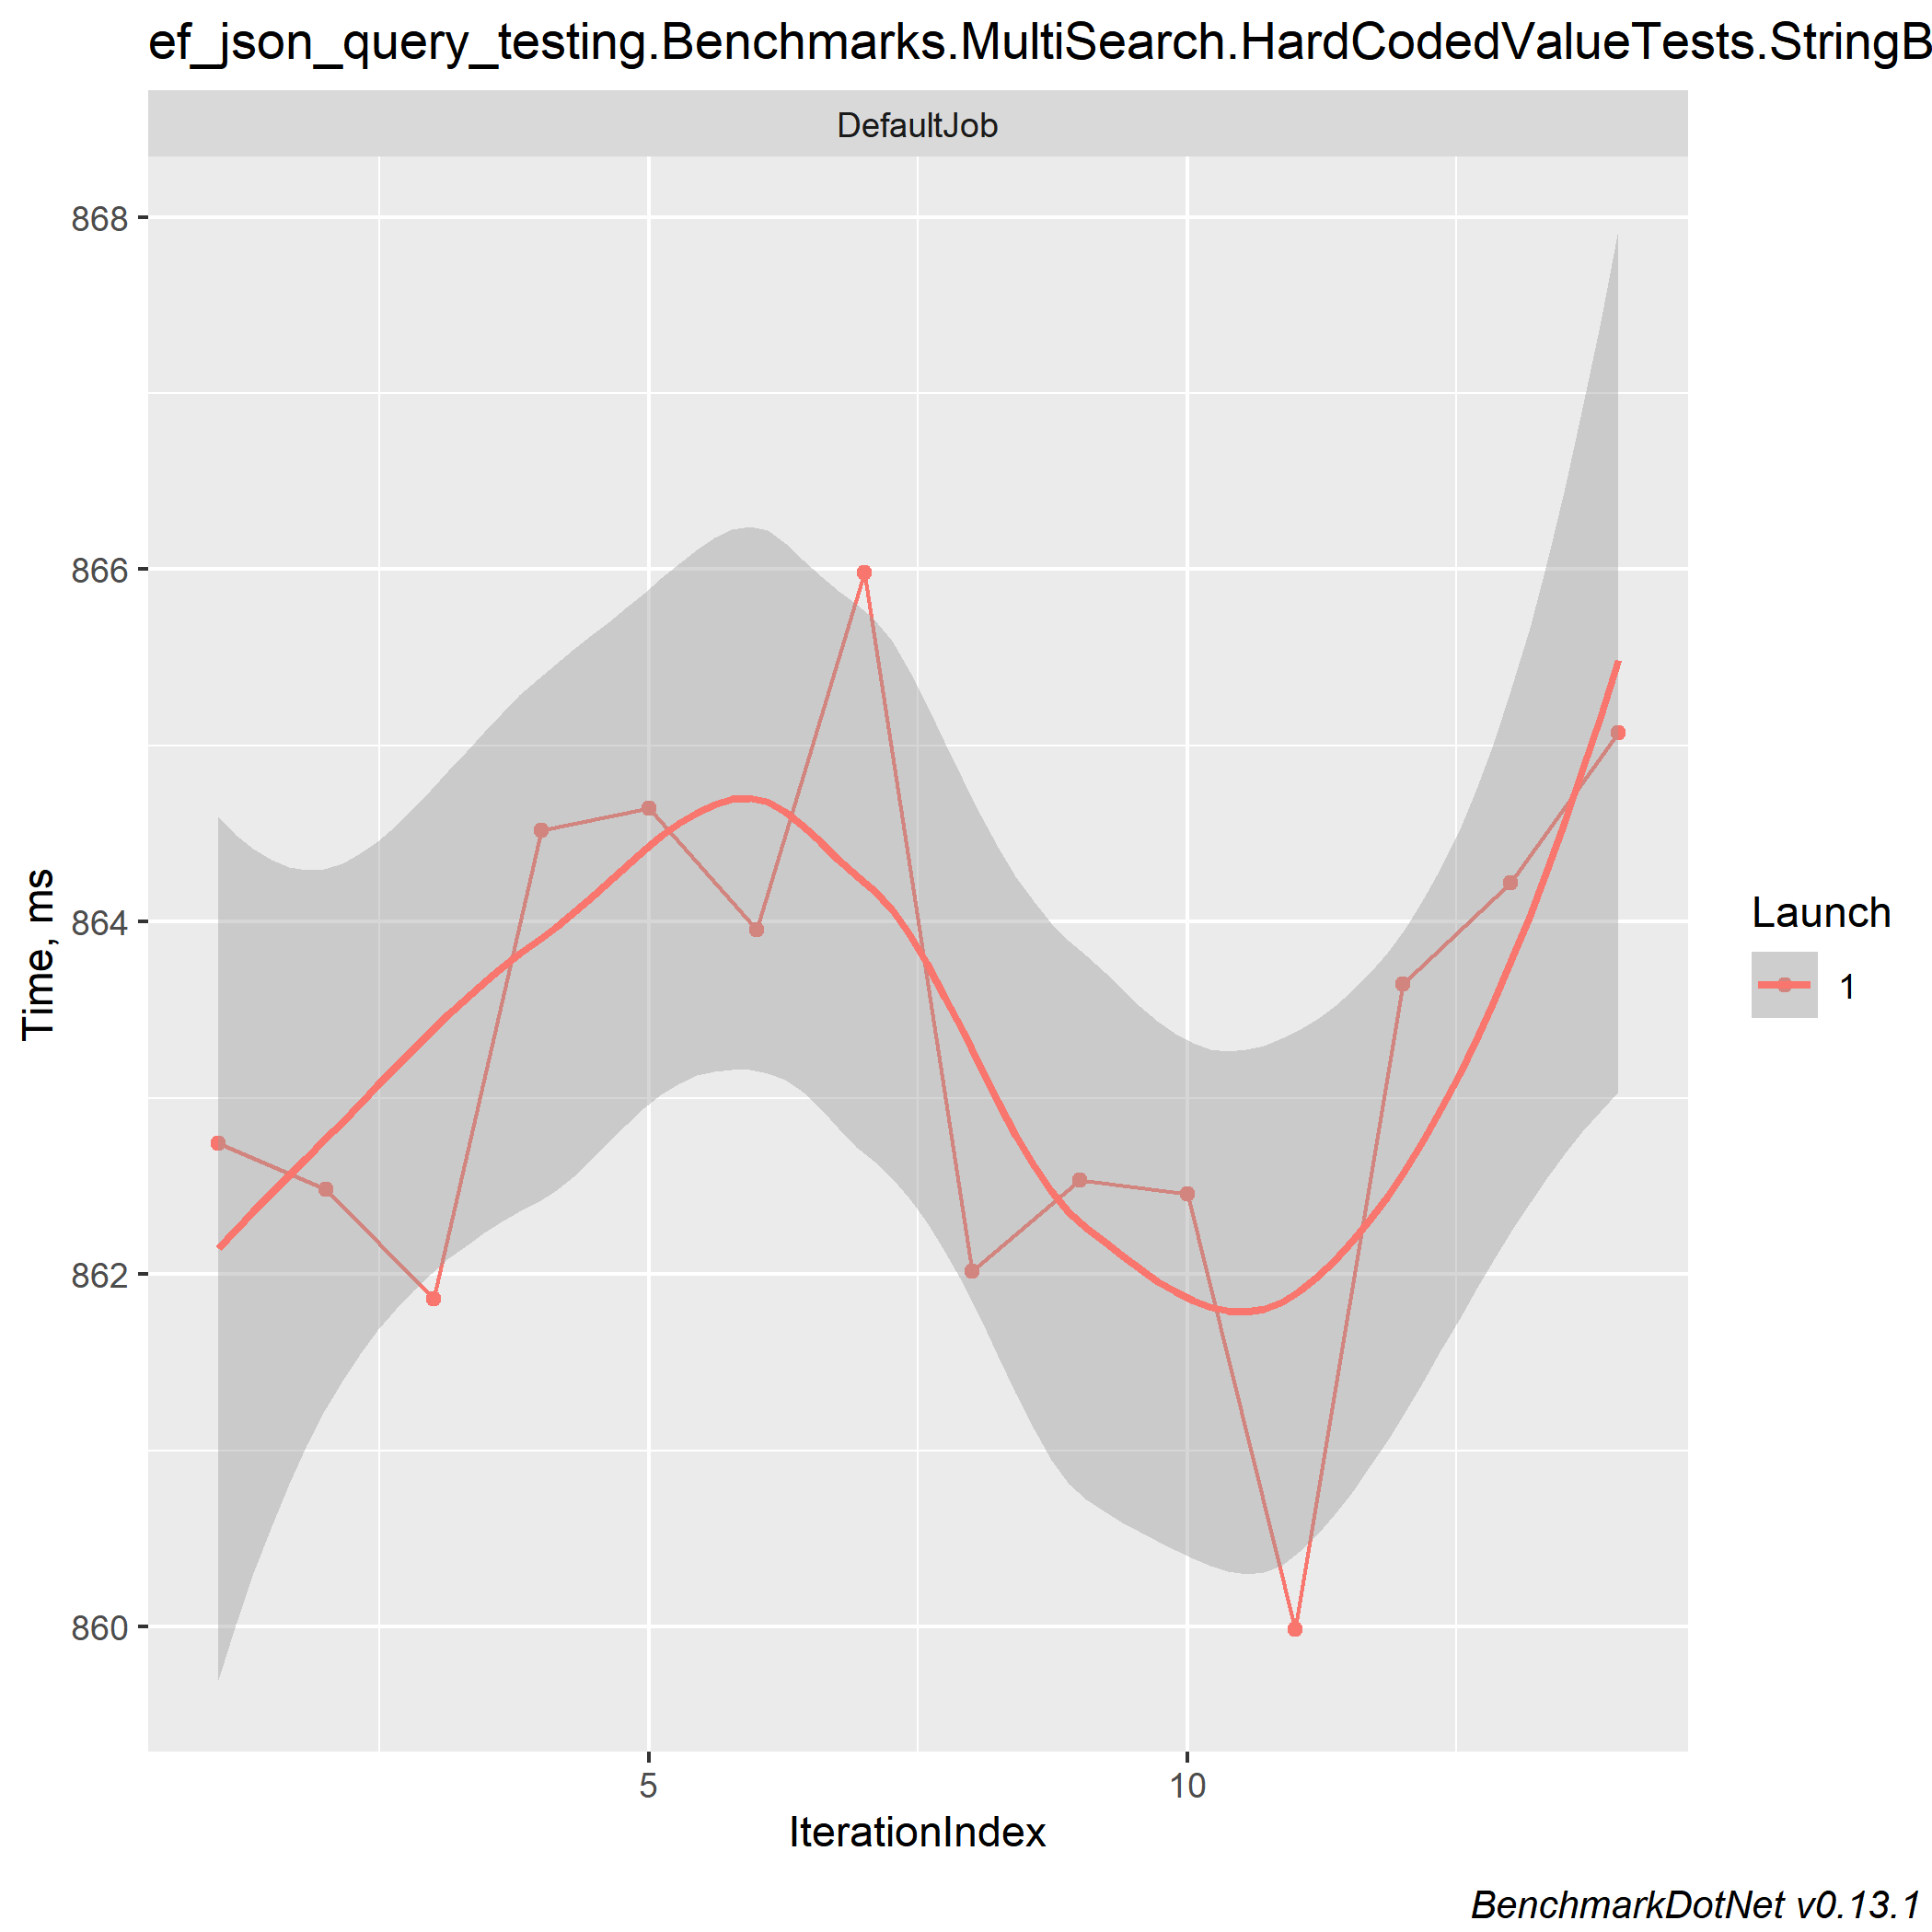 ef_json_query_testing.Benchmarks.MultiSearch.HardCodedValueTests.StringB
DefaultJob
868
866
864
862
860
Time, ms
5
10
IterationIndex
Launch
1
BenchmarkDotNet v0.13.1